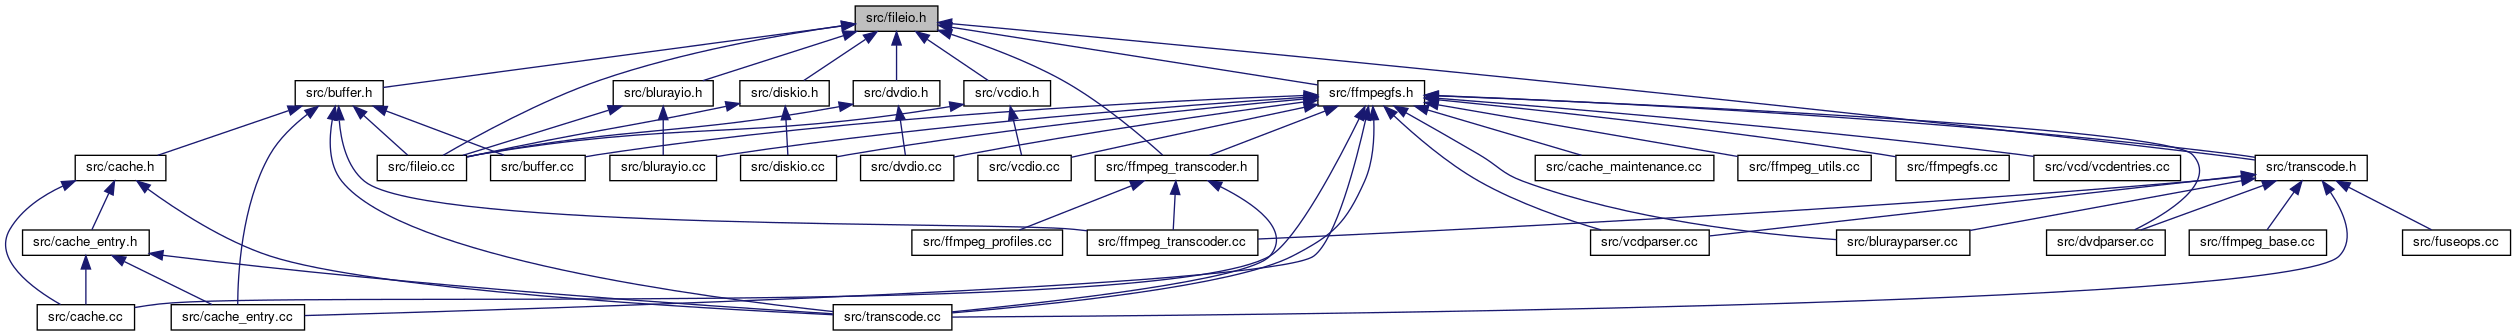 src/fileio.h
src/buffer.h
src/blurayio.h
src/diskio.h
src/dvdio.h
src/vcdio.h
src/ffmpegfs.h
src/cache.h
src/fileio.cc
src/buffer.cc
src/blurayio.cc
src/diskio.cc
src/dvdio.cc
src/vcdio.cc
src/ffmpeg_transcoder.h
src/cache_maintenance.cc
src/ffmpeg_utils.cc
src/ffmpegfs.cc
src/vcd/vcdentries.cc
src/transcode.h
src/cache_entry.h
src/ffmpeg_profiles.cc
src/ffmpeg_transcoder.cc
src/vcdparser.cc
src/blurayparser.cc
src/dvdparser.cc
src/ffmpeg_base.cc
src/fuseops.cc
src/cache.cc
src/cache_entry.cc
src/transcode.cc